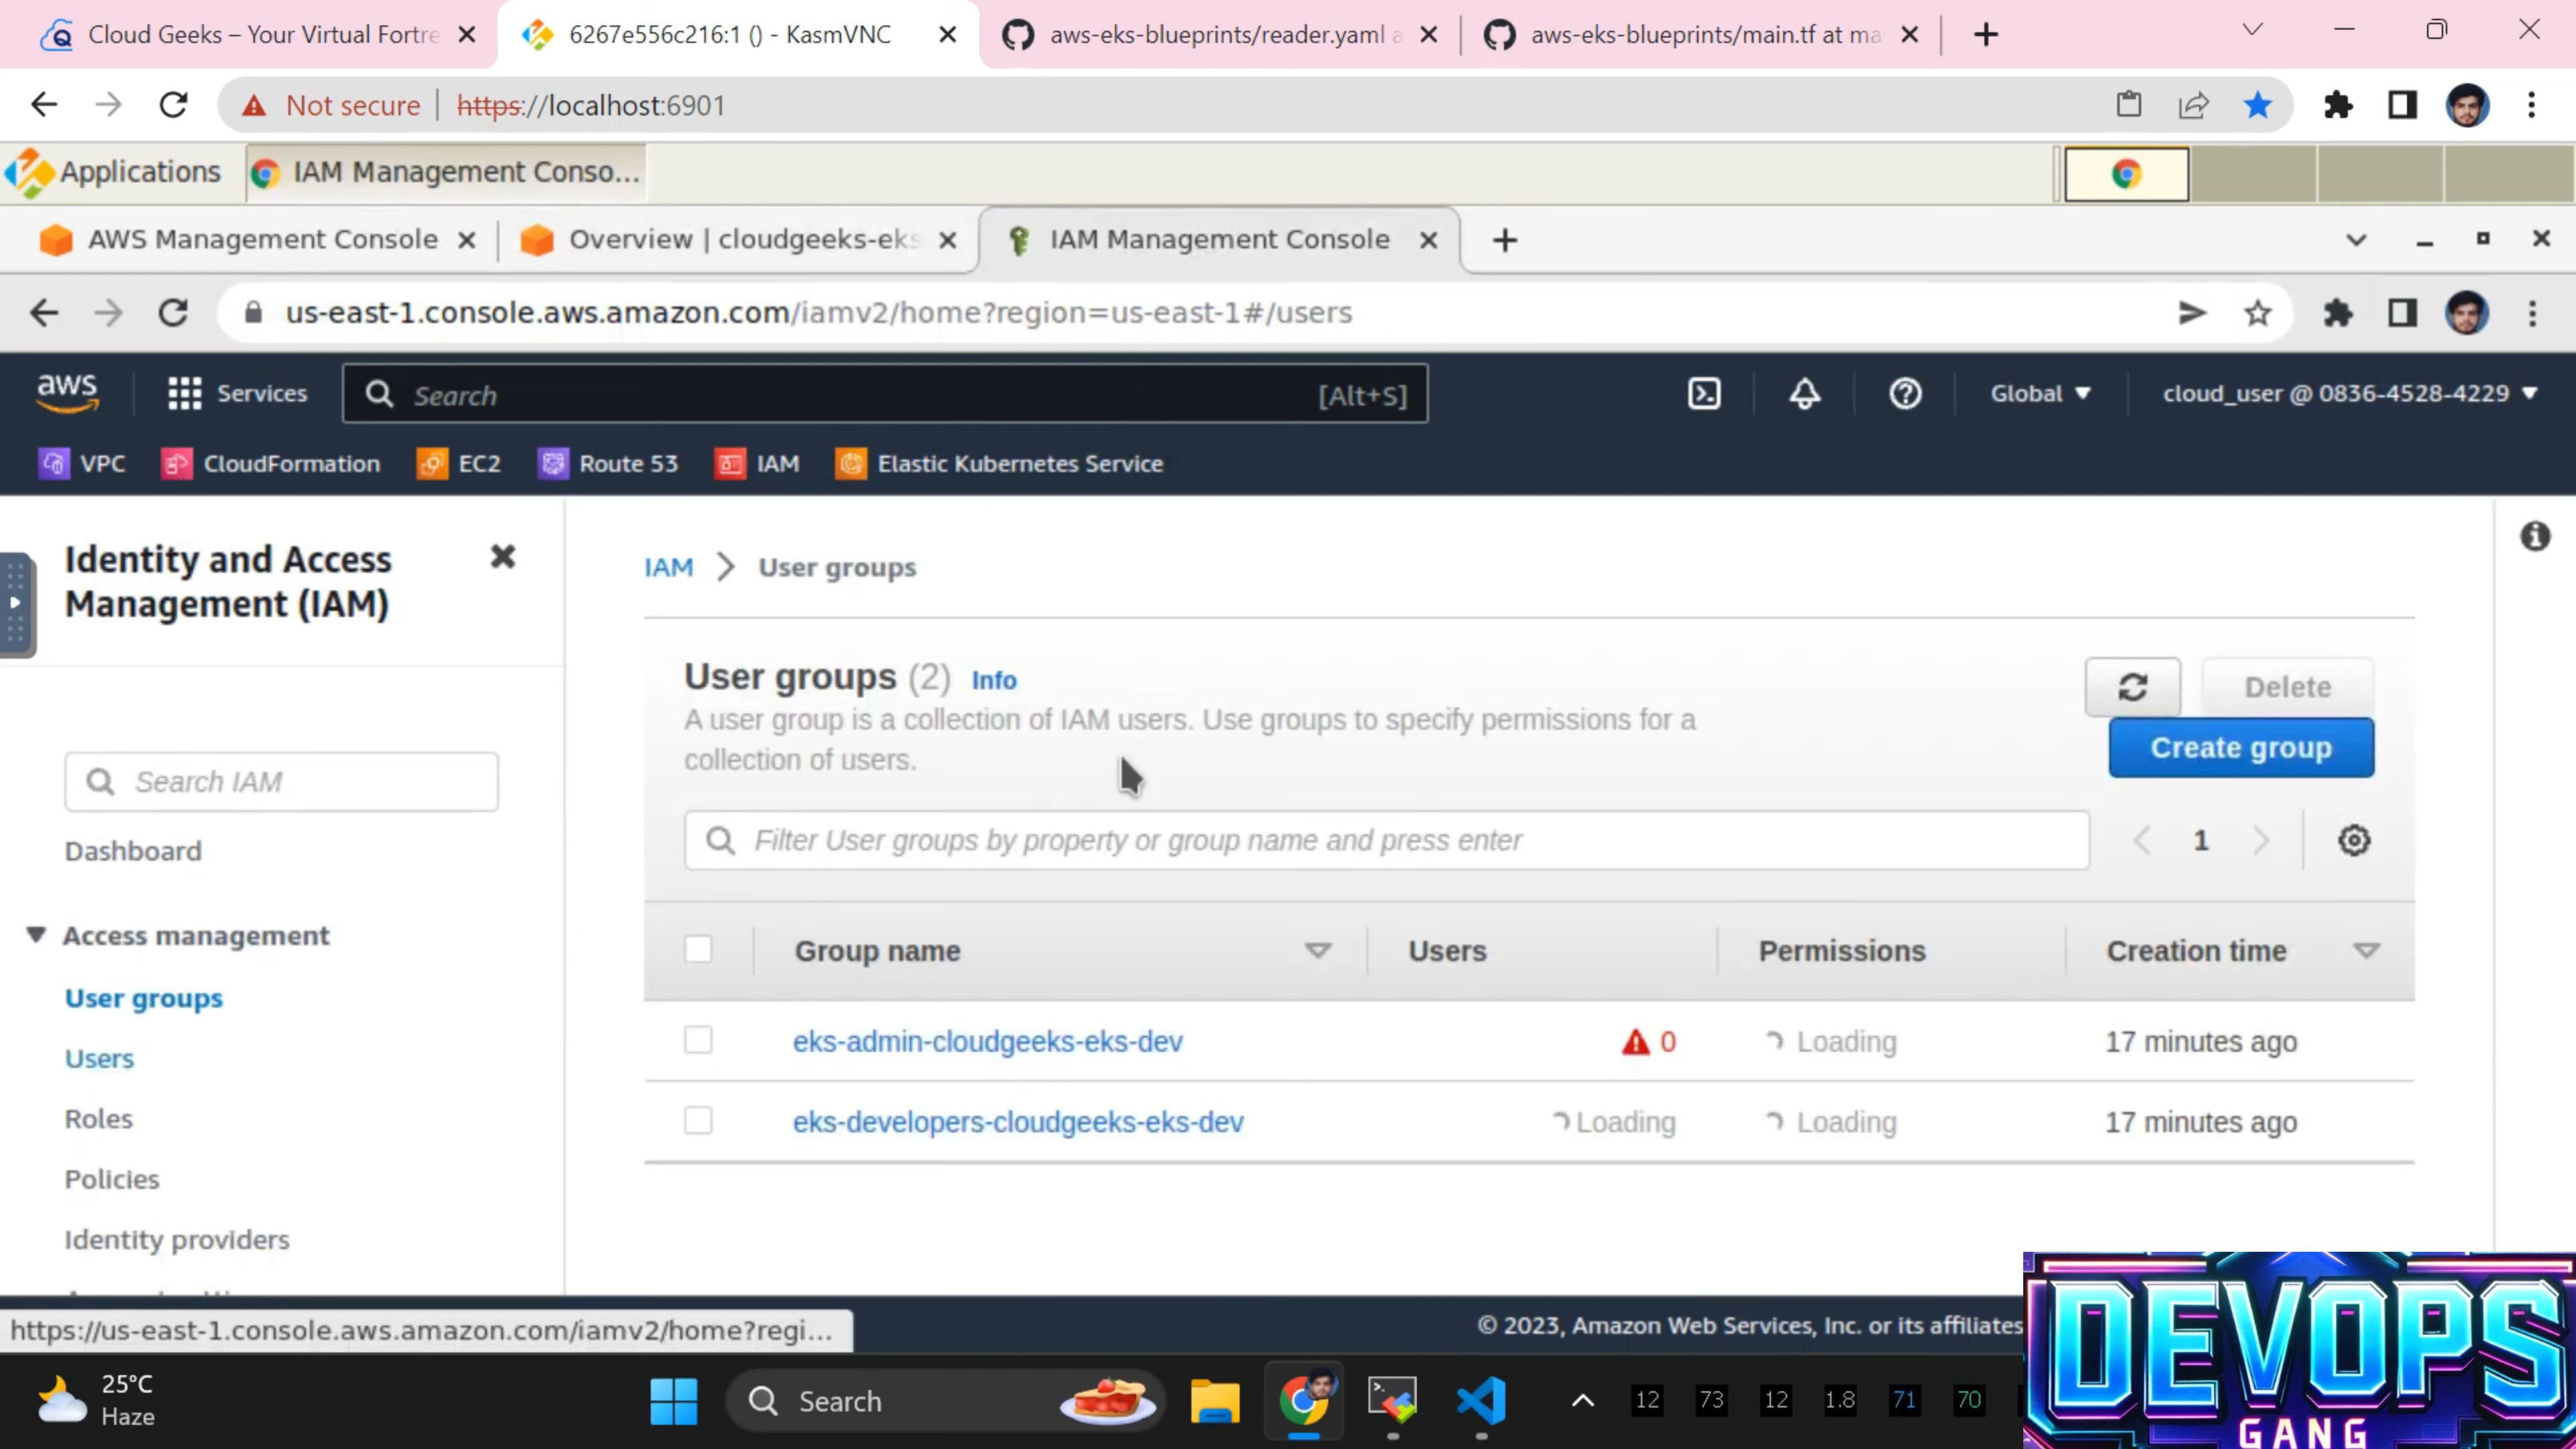 Cloud Geeks – Your Virtual Fortre
6267e556c216:1 () - KasmVNC
aws-eks-blueprints/reader.yaml a
aws-eks-blueprints/main.tf at ma
Not secure
https://localhost:6901
Applications
IAM Management Conso...
AWS Management Console
Overview | cloudgeeks-eks
IAM Management Console
us-east-1.console.aws.amazon.com/iamv2/home?region=us-east-1#/users
aws
Services
Search
[Alt+S]
Global
cloud_user @ 0836-4528-4229
VPC
CloudFormation
EC2
Route 53
IAM
Elastic Kubernetes Service
Identity and Access
Management (IAM)
Search IAM
Dashboard
Access management
User groups
Users
Roles
Policies
Identity providers
IAM > User groups
User groups (2) Info
A user group is a collection of IAM users. Use groups to specify permissions for a
collection of users.
Delete
Create group
Filter User groups by property or group name and press enter
1
Group name Users Permissions Creation time
eks-admin-cloudgeeks-eks-dev 0 Loading 17 minutes ago
eks-developers-cloudgeeks-eks-dev Loading Loading 17 minutes ago
https://us-east-1.console.aws.amazon.com/iamv2/home?regi...
© 2023, Amazon Web Services, Inc. or its affiliates
25°C
Haze
Search
12 73 12 1.8 71 70
DEVOPS
GANG